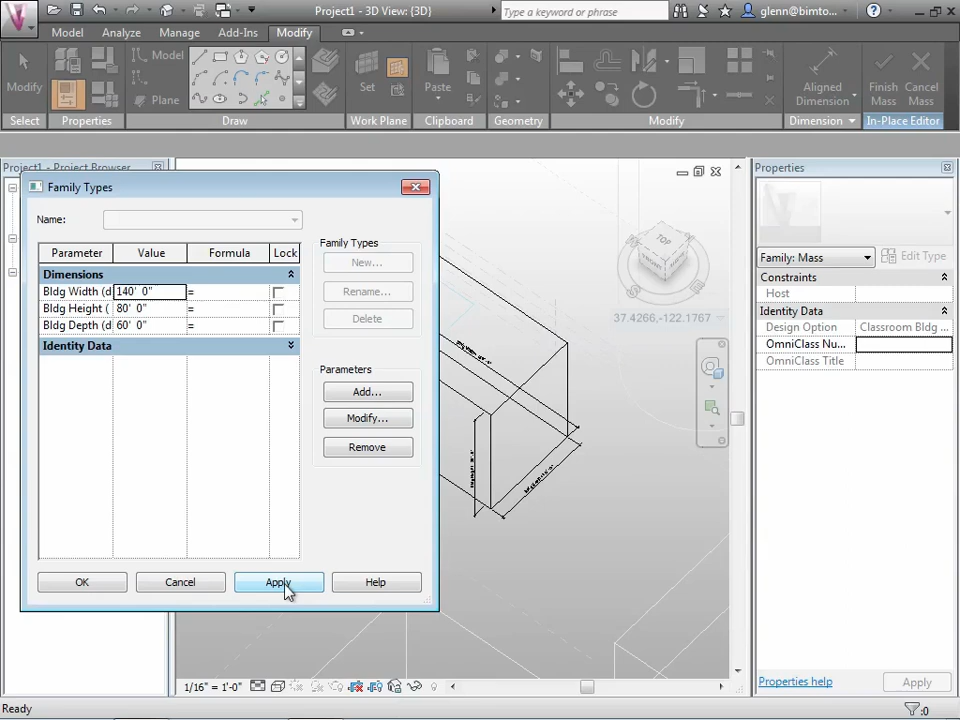 Project1 - 3D View: {3D}
Type a keyword or phrase
glenn@bimto...
Model Analyze Manage Add-Ins Modify
Modify
Model
Plane
Set
Paste
Aligned Dimension
Finish Mass
Cancel Mass
Select Properties Draw Work Plane Clipboard Geometry Modify Dimension In-Place Editor
Project1 - Project Browser
Family Types
Name:
Parameter Value Formula Lock
Dimensions
Bldg Width (d 140' 0" =
Bldg Height ( 80' 0" =
Bldg Depth (d 60' 0" =
Identity Data
Family Types
New...
Rename...
Delete
Parameters
Add...
Modify...
Remove
OK Cancel Apply Help
TOP
37.4266,-122.1767
Properties
Family: Mass
Edit Type
Constraints
Host
Identity Data
Design Option Classroom Bldg ...
OmniClass Nu...
OmniClass Title
Properties help
Apply
1/16" = 1'-0"
Ready
:0